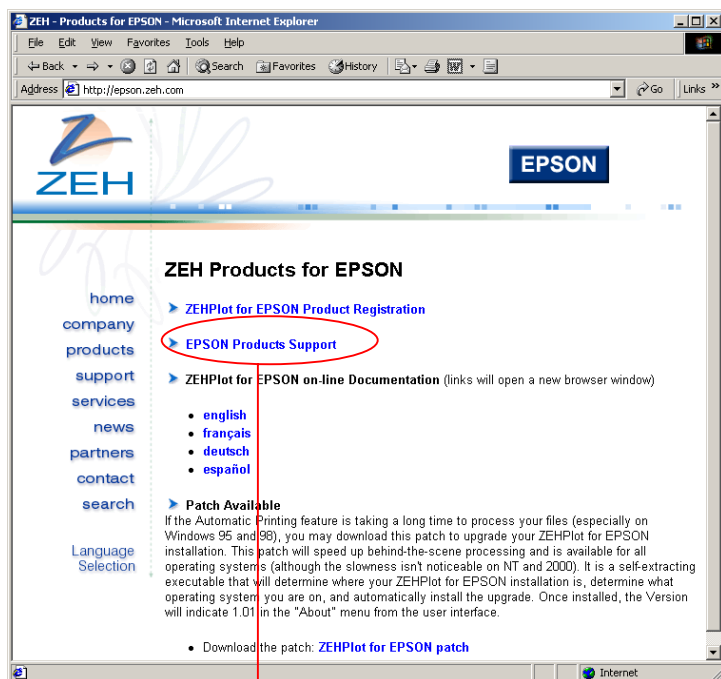 ZEH - Products for EPSON - Microsoft Internet Explorer
File Edit View Favorites Tools Help
Back Search Favorites History
Address http://epson.zeh.com Go Links »
ZEH
EPSON
ZEH Products for EPSON
home
company
products
support
services
news
partners
contact
search
Language
Selection
ZEHPlot for EPSON Product Registration
EPSON Products Support
ZEHPlot for EPSON on-line Documentation (links will open a new browser window)
• english
• français
• deutsch
• español
Patch Available
If the Automatic Printing feature is taking a long time to process your files (especially on
Windows 95 and 98), you may download this patch to upgrade your ZEHPlot for EPSON
installation. This patch will speed up behind-the-scene processing and is available for all
operating systems (although the slowness isn't noticeable on NT and 2000). It is a self-extracting
executable that will determine where your ZEHPlot for EPSON installation is, determine what
operating system you are on, and automatically install the upgrade. Once installed, the Version
will indicate 1.01 in the "About" menu from the user interface.
• Download the patch: ZEHPlot for EPSON patch
Internet